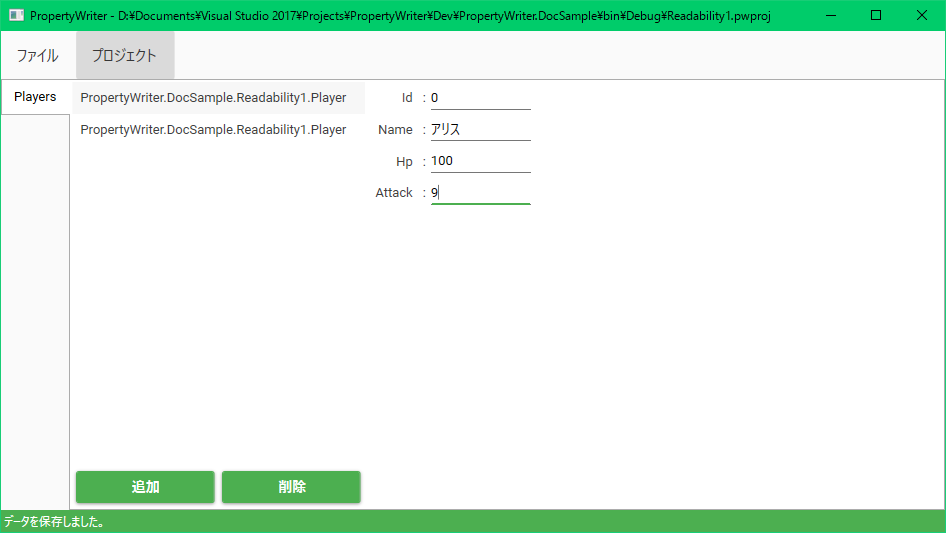 PropertyWriter - D:¥Documents¥Visual Studio 2017¥Projects¥PropertyWriter¥Dev¥PropertyWriter.DocSample¥bin¥Debug¥Readability1.pwproj
ファイル プロジェクト
Players
PropertyWriter.DocSample.Readability1.Player
PropertyWriter.DocSample.Readability1.Player
Id : 0
Name : アリス
Hp : 100
Attack : 9
追加 削除
データを保存しました。